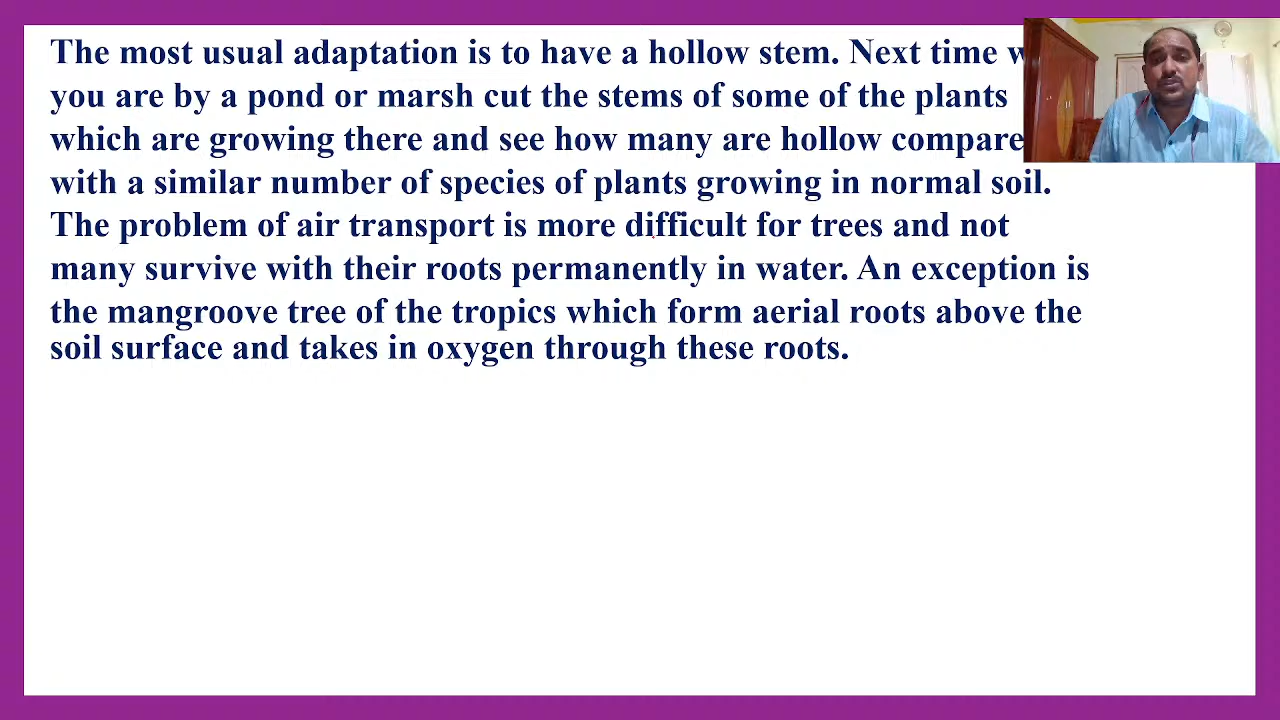 The most usual adaptation is to have a hollow stem. Next time
you are by a pond or marsh cut the stems of some of the plants
which are growing there and see how many are hollow compare
with a similar number of species of plants growing in normal soil.
The problem of air transport is more difficult for trees and not
many survive with their roots permanently in water. An exception is
the mangroove tree of the tropics which form aerial roots above the
soil surface and takes in oxygen through these roots.